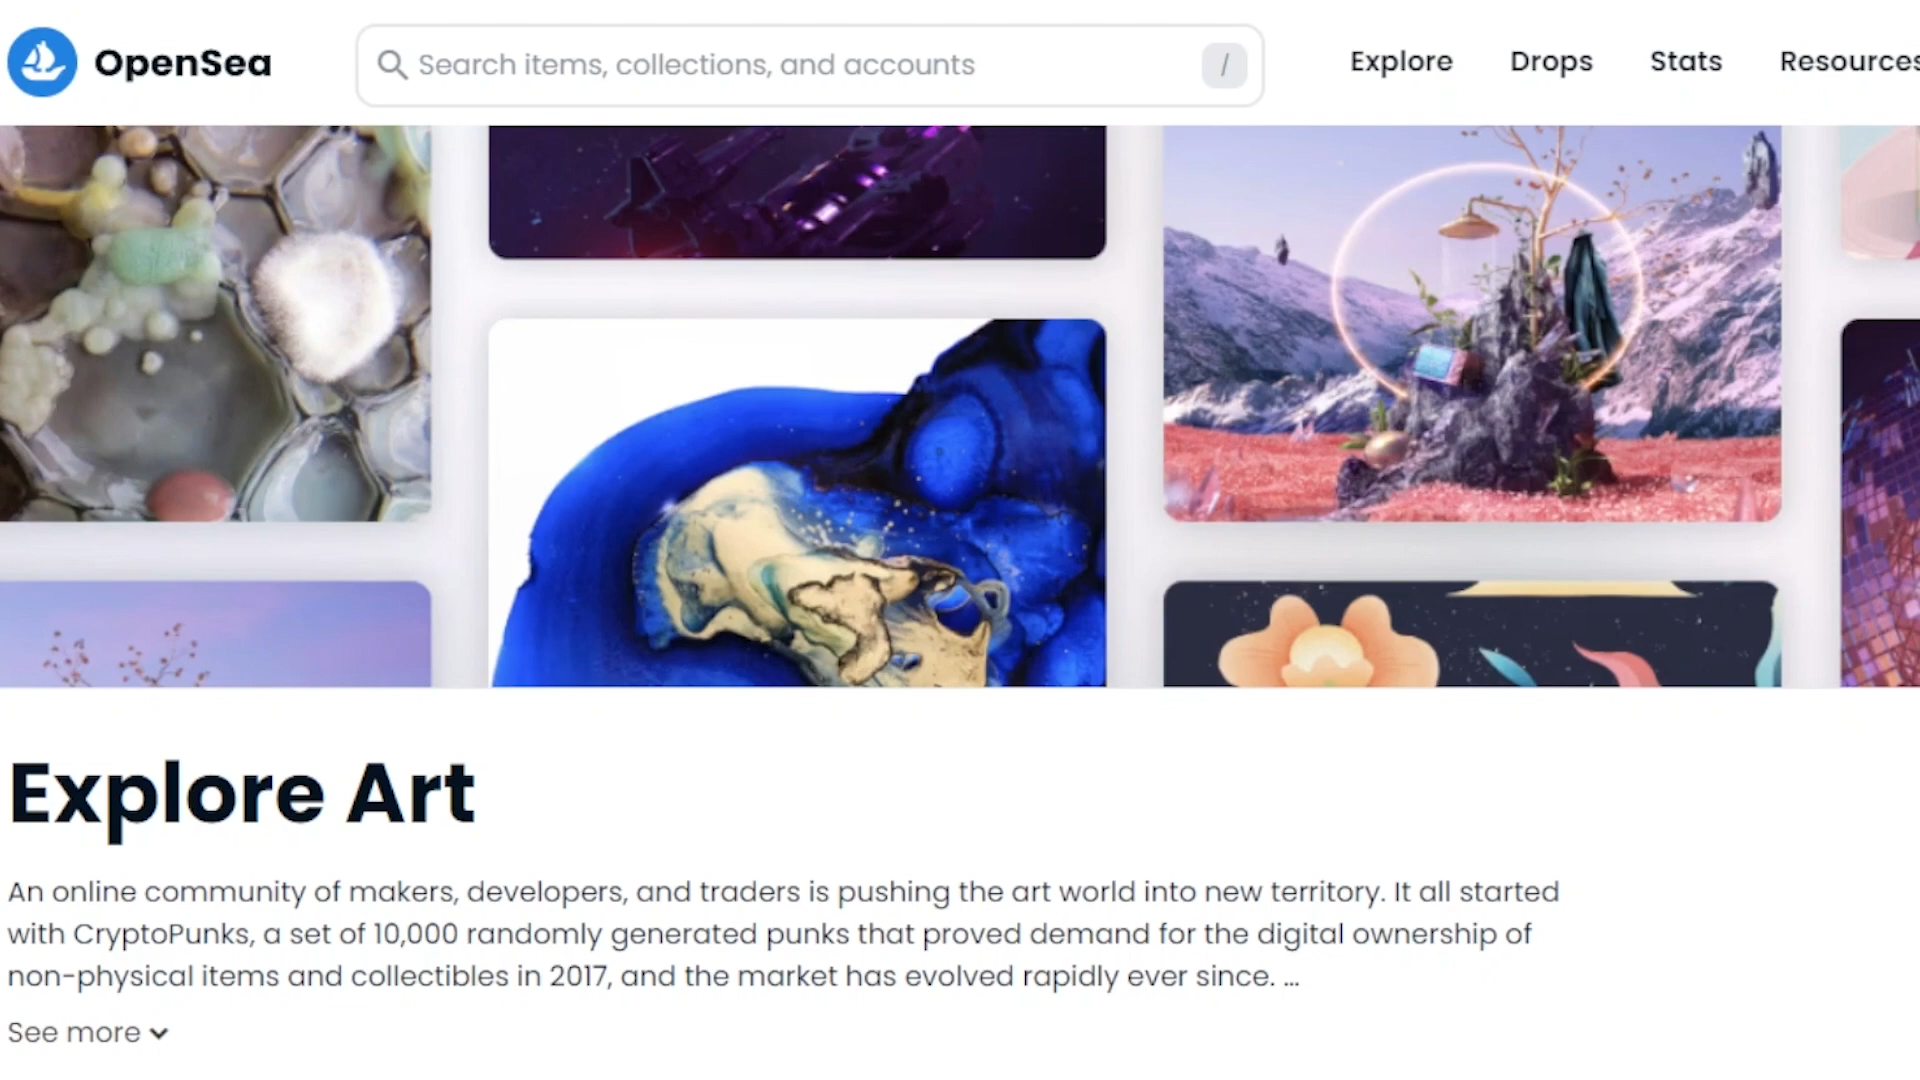 OpenSea
Search items, collections, and accounts
/
Explore
Drops
Stats
Resources
Explore Art
An online community of makers, developers, and traders is pushing the art world into new territory. It all started
with CryptoPunks, a set of 10,000 randomly generated punks that proved demand for the digital ownership of
non-physical items and collectibles in 2017, and the market has evolved rapidly ever since. ...
See more